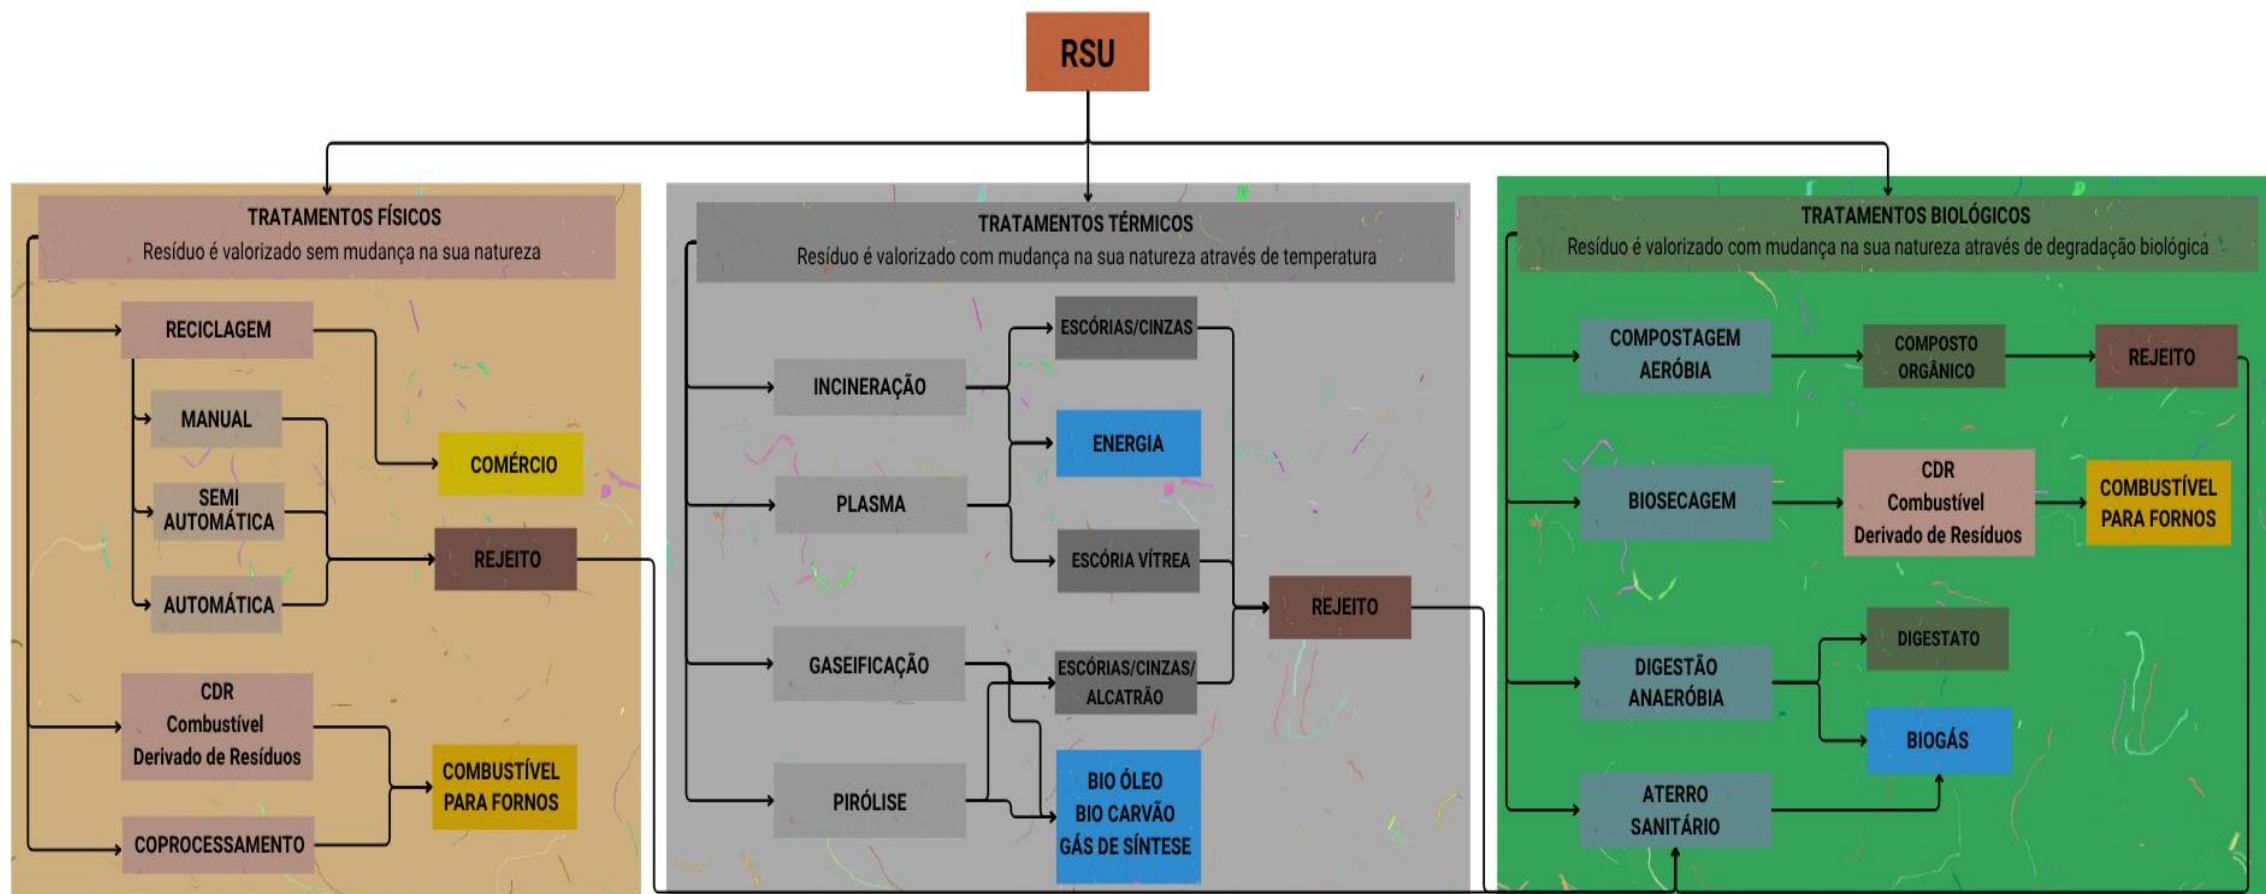 RSU
TRATAMENTOS FÍSICOS
Resíduo é valorizado sem mudança na sua natureza
RECICLAGEM
MANUAL
SEMI
AUTOMÁTICA
AUTOMÁTICA
COMÉRCIO
REJEITO
CDR
Combustível
Derivado de Resíduos
COPROCESSAMENTO
COMBUSTÍVEL
PARA FORNOS
TRATAMENTOS TÉRMICOS
Resíduo é valorizado com mudança na sua natureza através de temperatura
INCINERAÇÃO
PLASMA
GASEIFICAÇÃO
PIRÓLISE
ESCÓRIAS/CINZAS
ENERGIA
ESCÓRIA VÍTREA
ESCÓRIAS/CINZAS/
ALCATRÃO
BIO ÓLEO
BIO CARVÃO
GÁS DE SÍNTESE
REJEITO
TRATAMENTOS BIOLÓGICOS
Resíduo é valorizado com mudança na sua natureza através de degradação biológica
COMPOSTAGEM
AERÓBIA
COMPOSTO
ORGÂNICO
REJEITO
BIOSECAGEM
CDR
Combustível
Derivado de Resíduos
COMBUSTÍVEL
PARA FORNOS
DIGESTÃO
ANAERÓBIA
DIGESTATO
BIOGÁS
ATERRO
SANITÁRIO